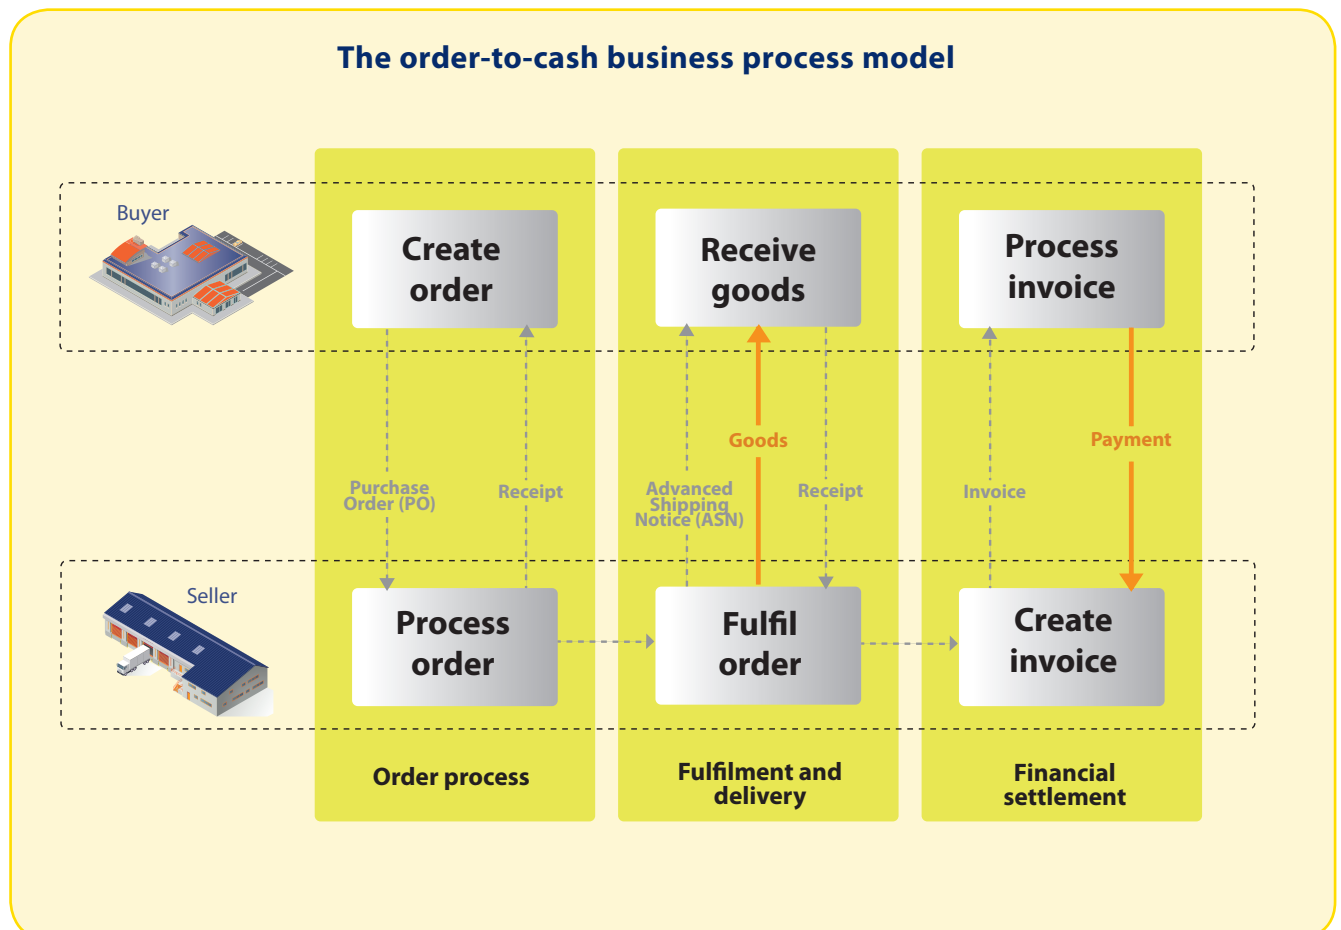 The order-to-cash business process model
Buyer
Create
order
Receive
goods
Process
invoice
Goods
Payment
Purchase
Order (PO)
Receipt
Advanced
Shipping
Notice (ASN)
Receipt
Invoice
Seller
Process
order
Fulfil
order
Create
invoice
Order process
Fulfilment and
delivery
Financial
settlement